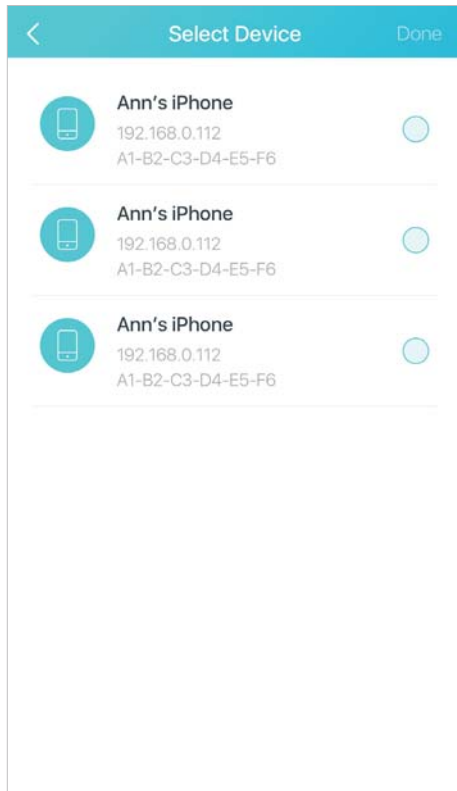 Select Device Done
Ann's iPhone
192.168.0.112
A1-B2-C3-D4-E5-F6
Ann's iPhone
192.168.0.112
A1-B2-C3-D4-E5-F6
Ann's iPhone
192.168.0.112
A1-B2-C3-D4-E5-F6